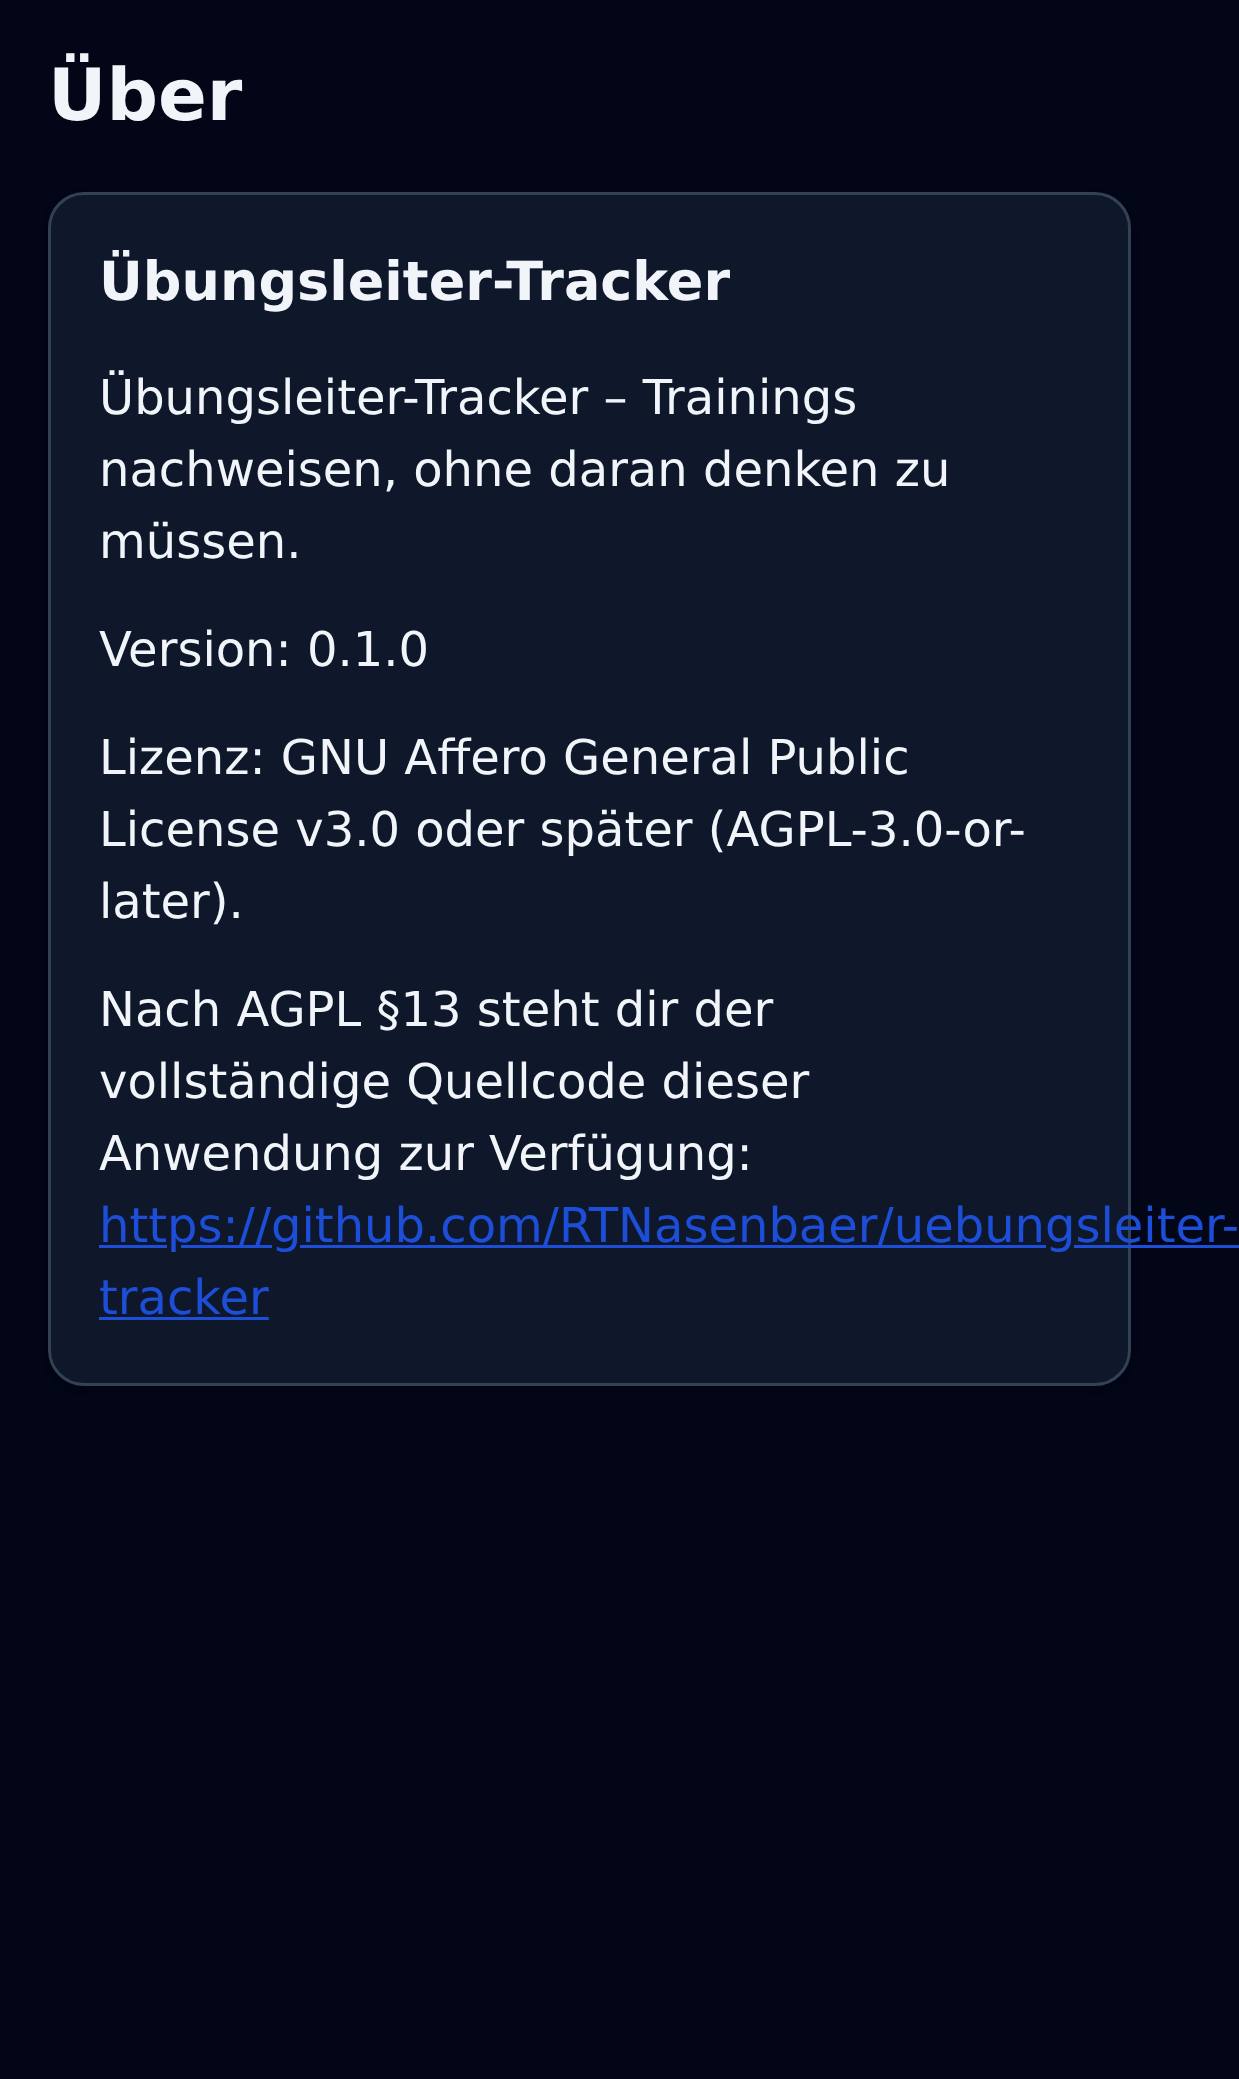 Über
Übungsleiter-Tracker
Übungsleiter-Tracker – Trainings
nachweisen, ohne daran denken zu
müssen.
Version: 0.1.0
Lizenz: GNU Affero General Public
License v3.0 oder später (AGPL-3.0-or-
later).
Nach AGPL §13 steht dir der
vollständige Quellcode dieser
Anwendung zur Verfügung:
https://github.com/RTNasenbaer/uebungsleiter-
tracker